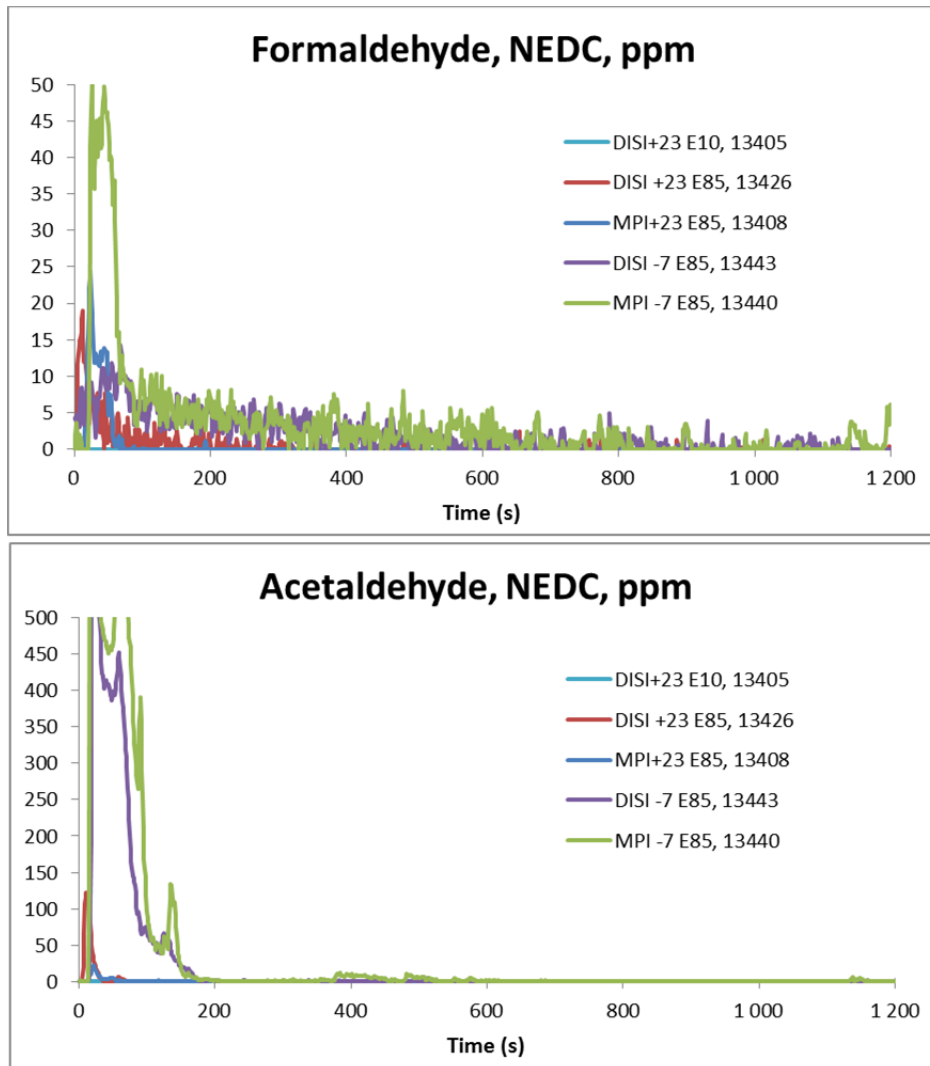 Formaldehyde, NEDC, ppm
50
45
40
35
30
25
20
15
10
5
0
DISI+23 E10, 13405
DISI +23 E85, 13426
MPI+23 E85, 13408
DISI -7 E85, 13443
MPI -7 E85, 13440
0 200 400 600 800 1 000 1 200
Time (s)
Acetaldehyde, NEDC, ppm
500
450
400
350
300
250
200
150
100
50
0
DISI+23 E10, 13405
DISI +23 E85, 13426
MPI+23 E85, 13408
DISI -7 E85, 13443
MPI -7 E85, 13440
0 200 400 600 800 1 000 1 200
Time (s)